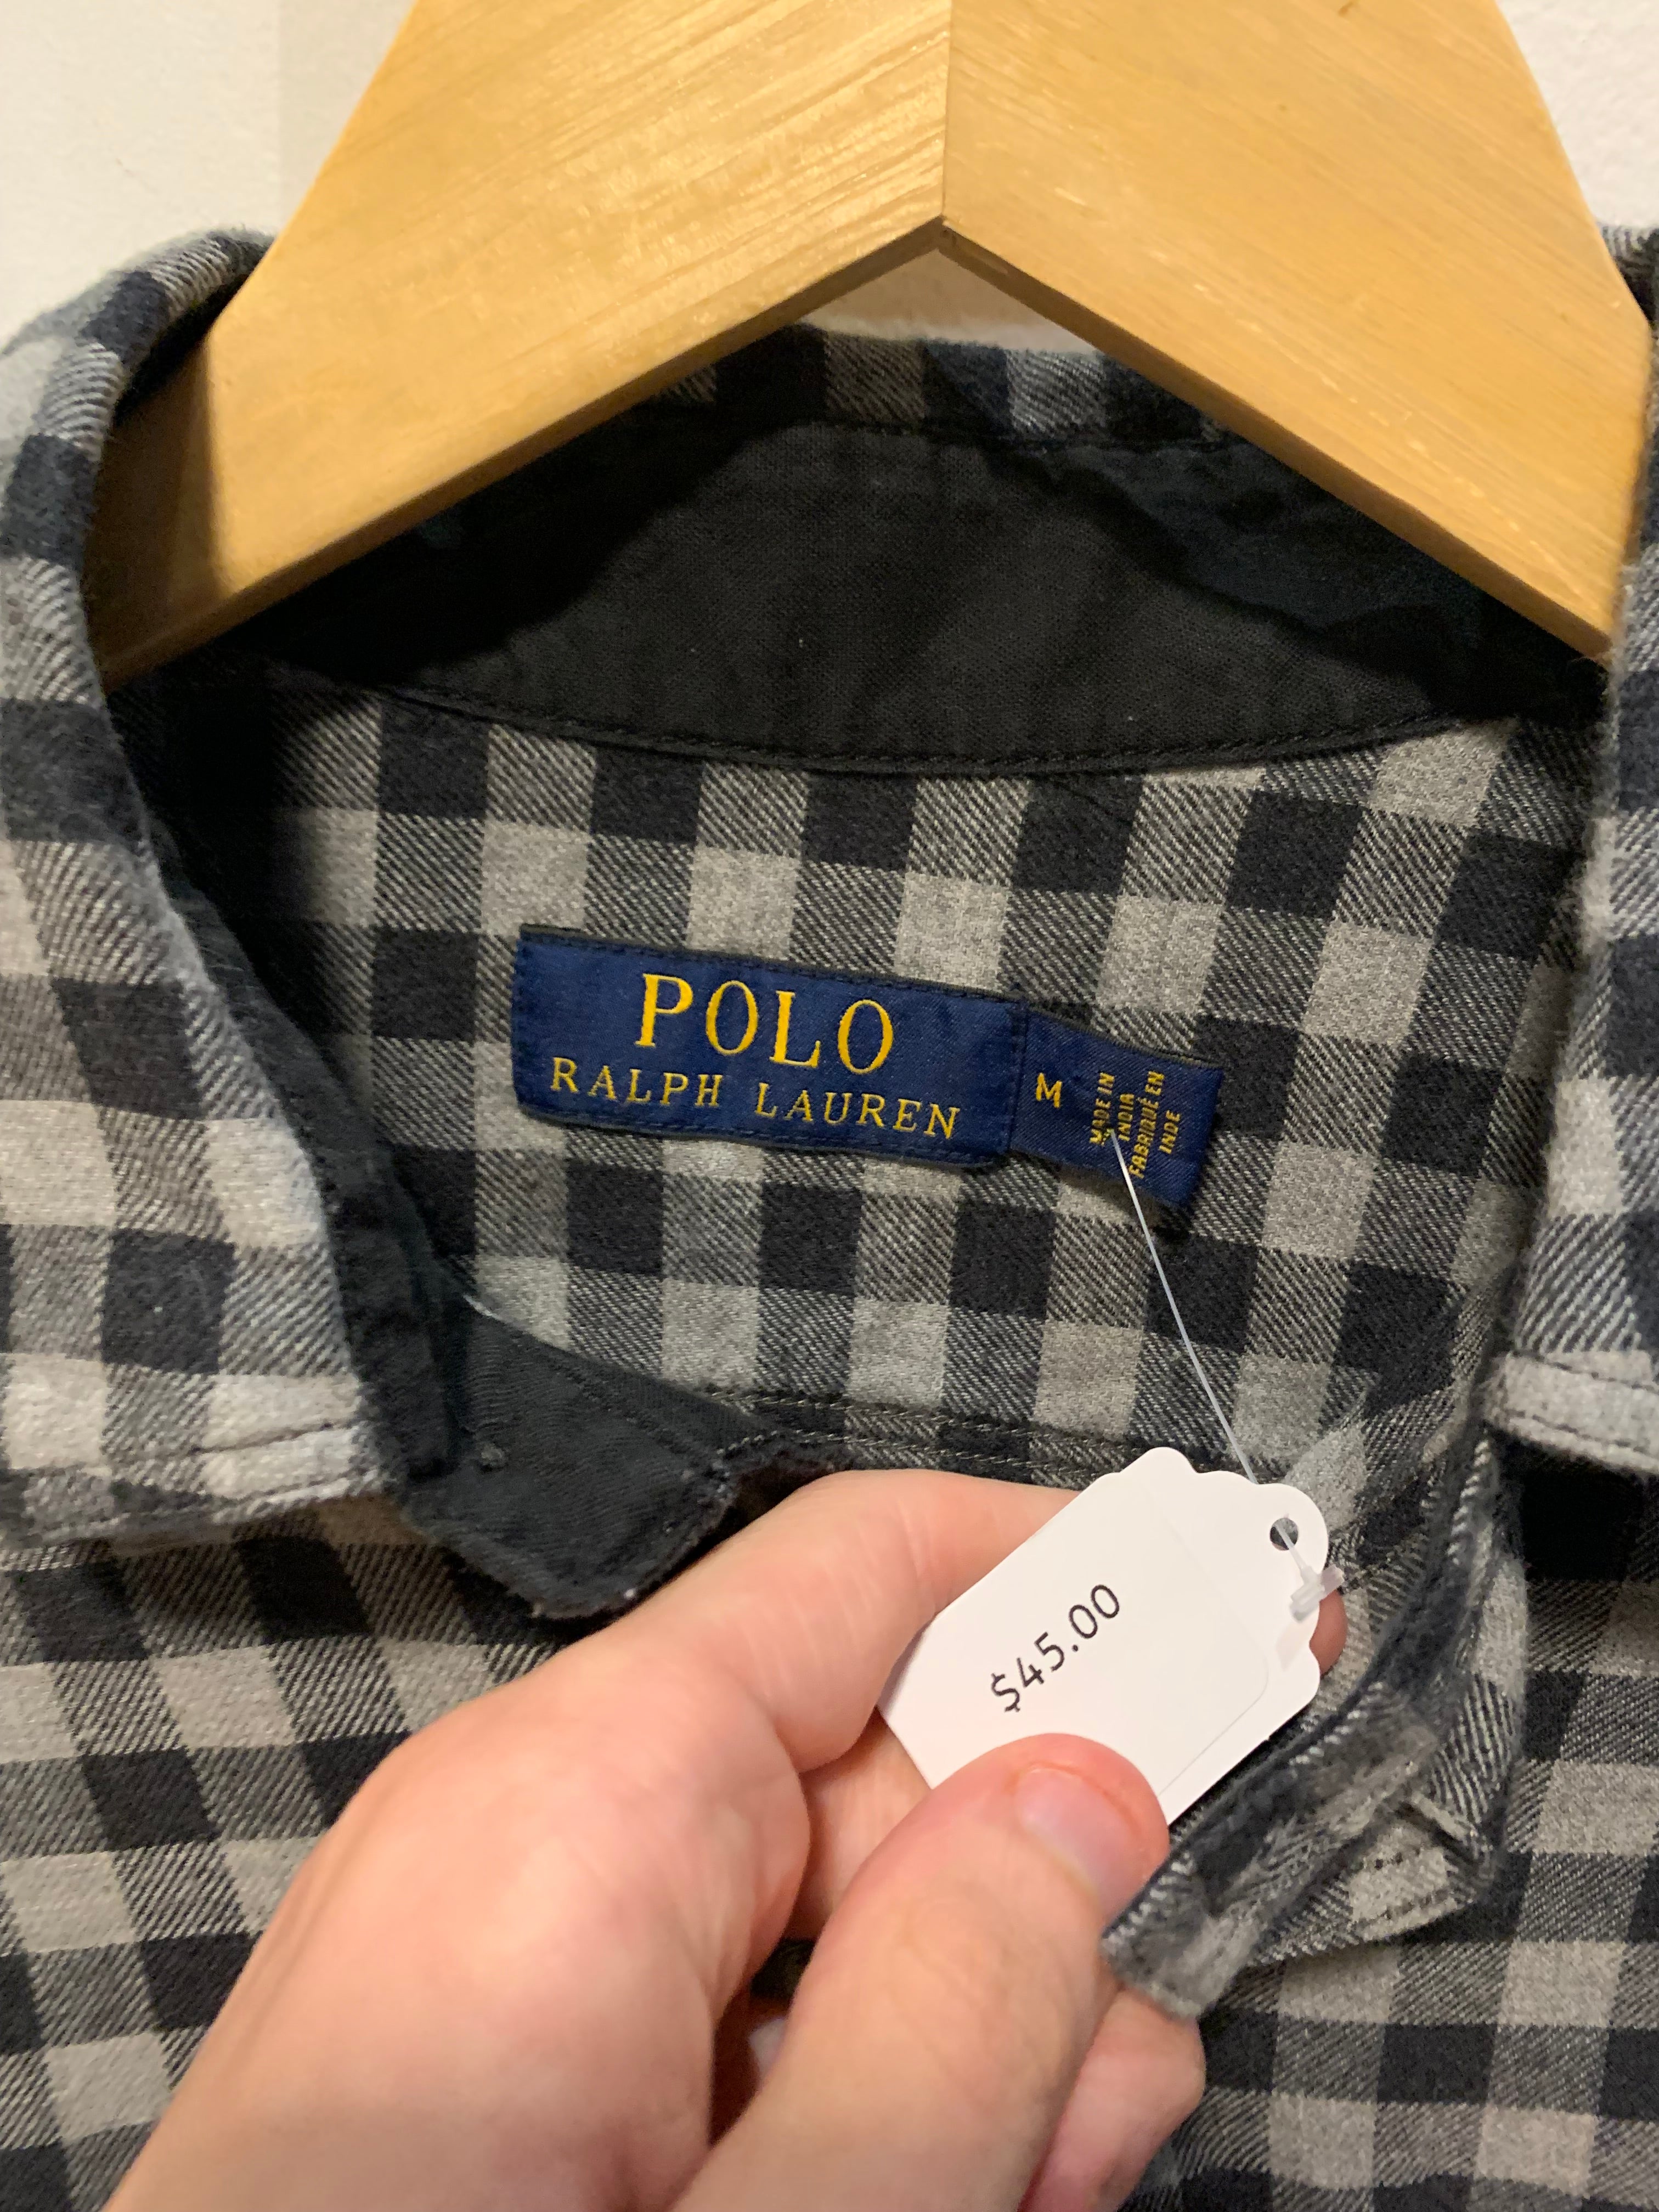 POLO
RALPH LAUREN
M
MADE IN
INDIA
FABRIQUÉ EN
INDE
$45.00